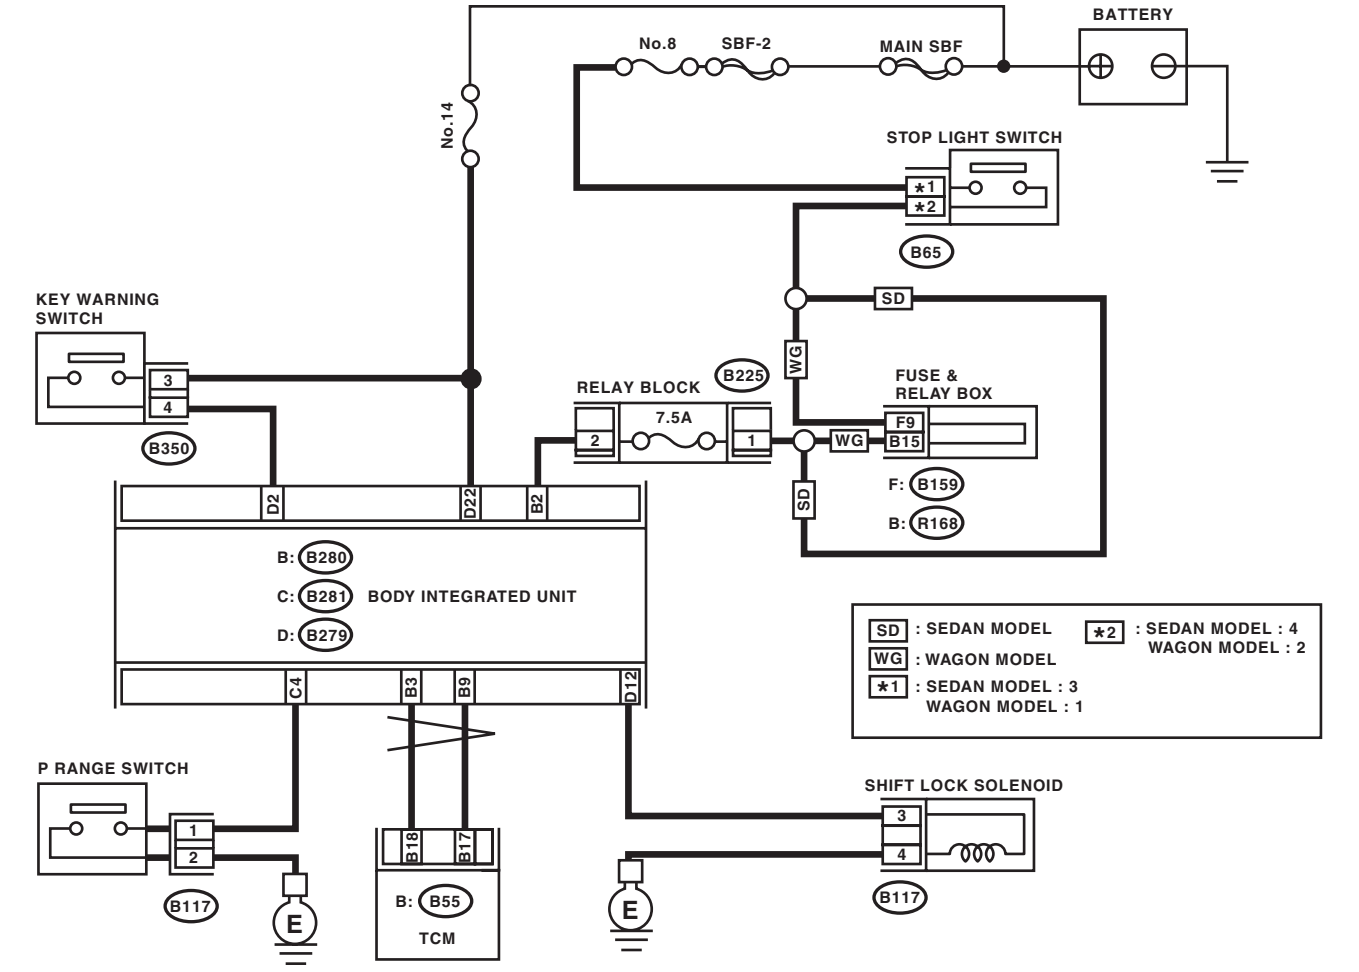 BATTERY
No.8
SBF-2
MAIN SBF
No.14
STOP LIGHT SWITCH
*1
*2
B65
KEY WARNING
SWITCH
3
4
B350
SD
WG
B225
RELAY BLOCK
7.5A
2
1
FUSE &
RELAY BOX
F9
WG
B15
SD
F: B159
B: R168
D2
D22
B2
B: B280
C: B281
BODY INTEGRATED UNIT
D: B279
C4
B3
B9
D12
SD : SEDAN MODEL
WG : WAGON MODEL
*1 : SEDAN MODEL : 3
WAGON MODEL : 1
*2 : SEDAN MODEL : 4
WAGON MODEL : 2
P RANGE SWITCH
1
2
B117
E
B18
B17
B: B55
TCM
SHIFT LOCK SOLENOID
3
4
B117
E